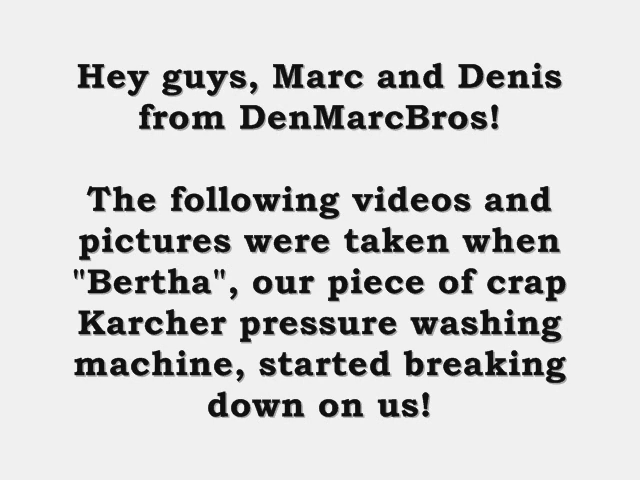 Hey guys, Marc and Denis
from DenMarcBros!
The following videos and
pictures were taken when
"Bertha", our piece of crap
Karcher pressure washing
machine, started breaking
down on us!